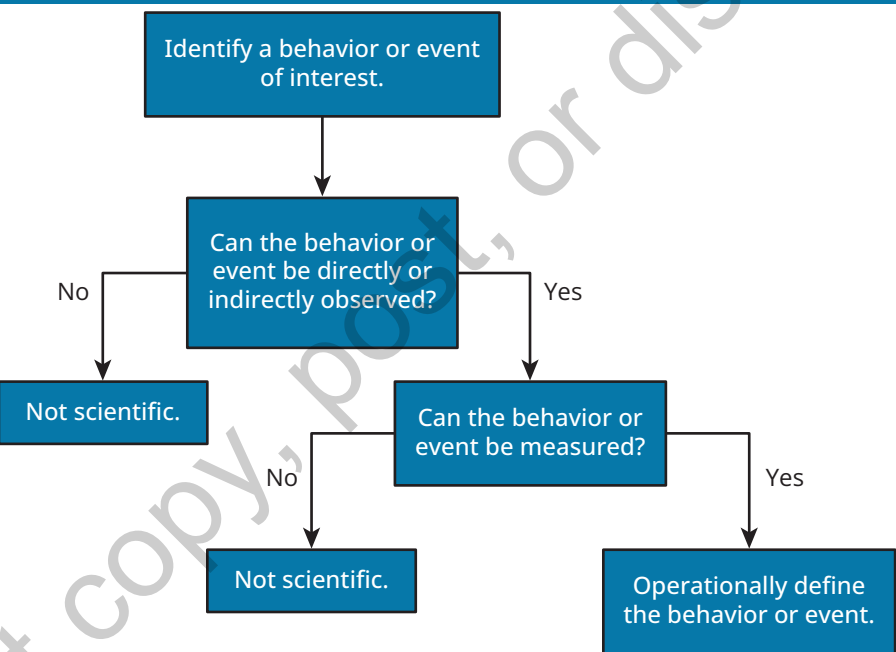 Identify a behavior or event
of interest.
Can the behavior or
event be directly or
indirectly observed?
No
Yes
Not scientific.
Can the behavior or
event be measured?
No
Yes
Not scientific.
Operationally define
the behavior or event.
copy, post, or